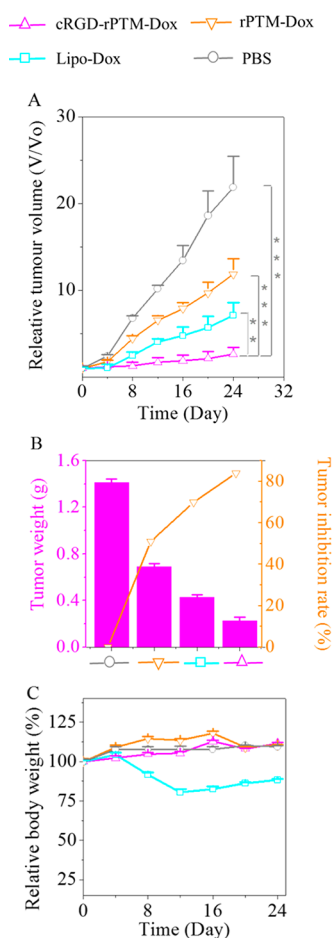 cRGD-rPTM-Dox
rPTM-Dox
Lipo-Dox
PBS
A
Releative tumour volume (V/Vo)
30
20
10
0
8
16
24
32
* * *
* * *
* *
Time (Day)
B
Tumor weight (g)
1.6
1.2
0.8
0.4
0.0
80
60
40
20
0
Tumor inhibition rate (%)
C
Relative body weight (%)
125
100
75
50
25
0
8
16
24
Time (Day)